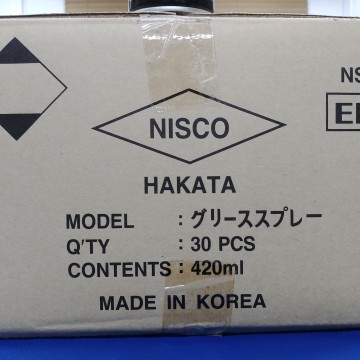 NISCO
HAKATA
MODEL : グリーススプレー
Q'TY : 30 PCS
CONTENTS : 420ml
MADE IN KOREA